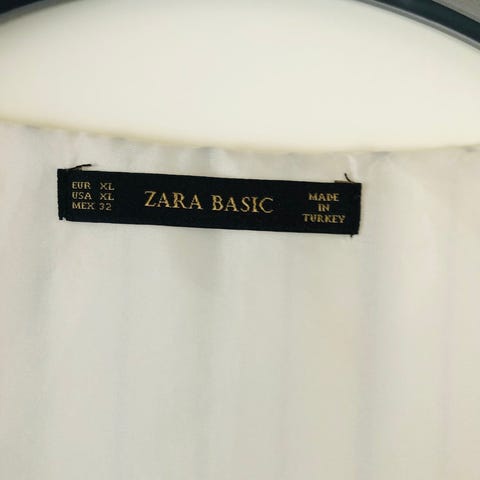 EUR XL
USA XL
MEX 32
ZARA BASIC
MADE
IN
TURKEY